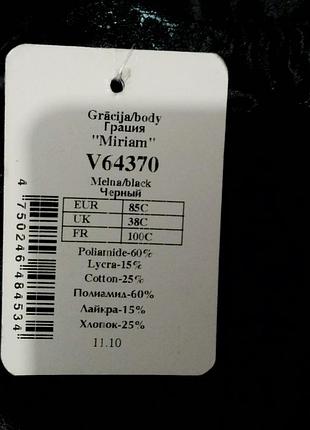 Grācija/body
Грация
"Miriam"
V64370
Melna/black
Черный
EUR 85C
UK 38C
FR 100C
Poliamide-60%
Lycra-15%
Cotton-25%
Полиамид-60%
Лайкра-15%
Хлопок-25%
11.10
4 750246 484534